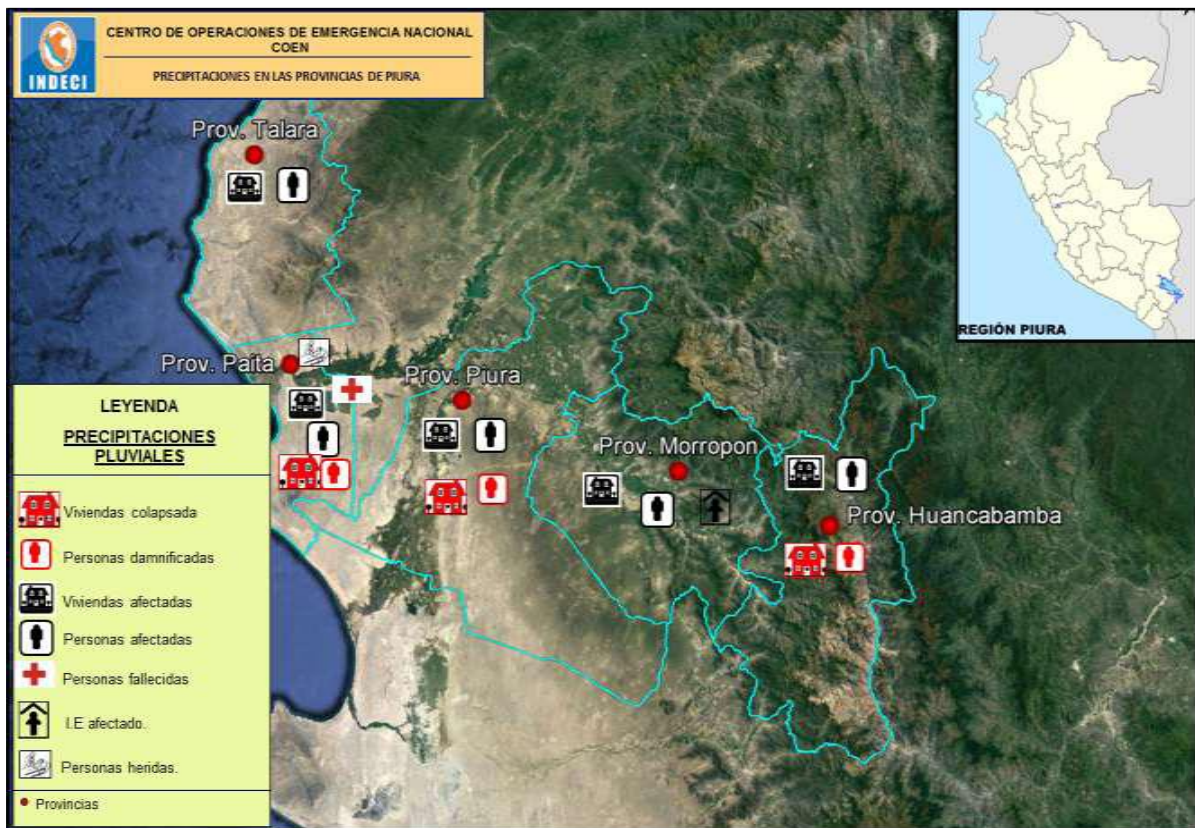 INDECI
CENTRO DE OPERACIONES DE EMERGENCIA NACIONAL
COEN
PRECIPITACIONES EN LAS PROVINCIAS DE PIURA
REGIÓN PIURA
Prov. Talara
Prov. Paita
Prov. Piura
Prov. Morropon
Prov. Huancabamba
LEYENDA
PRECIPITACIONES
PLUVIALES
Viviendas colapsada
Personas damnificadas
Viviendas afectadas
Personas afectadas
Personas fallecidas
I.E afectado.
Personas heridas.
Provincias